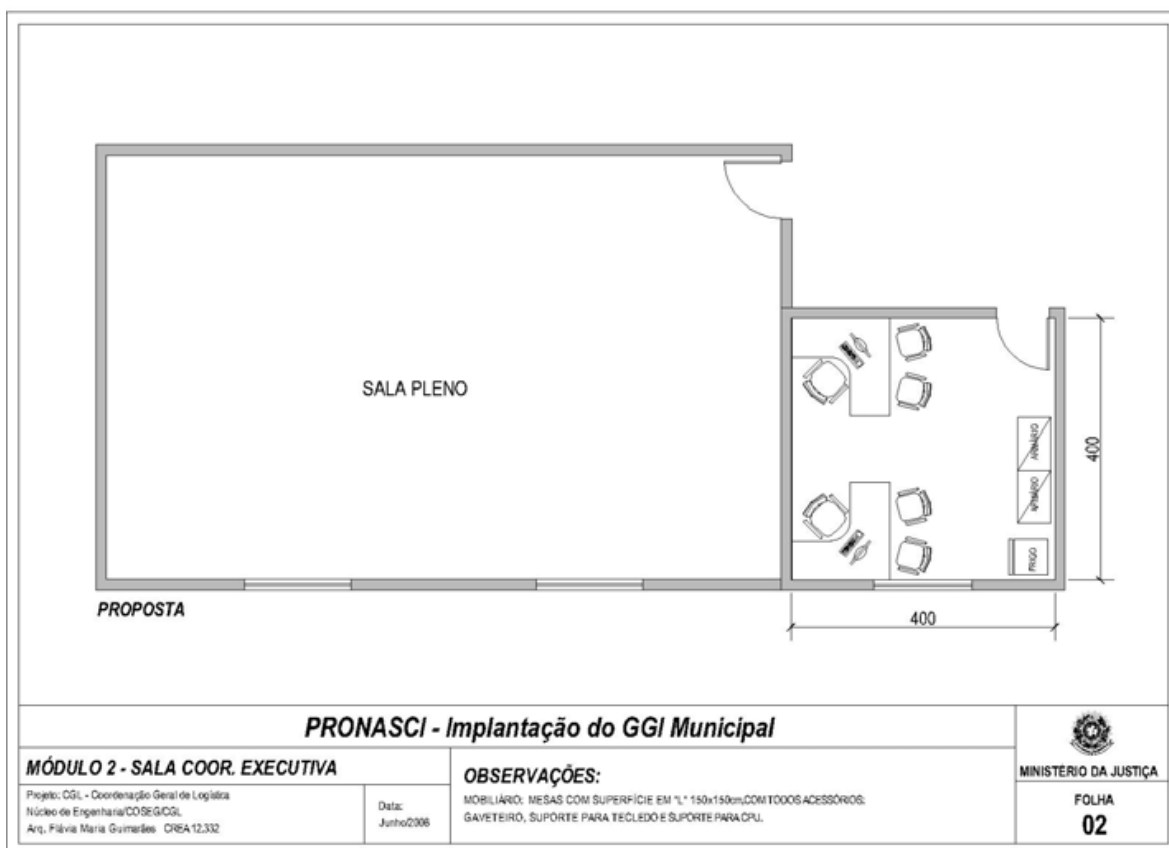 SALA PLENO
ARMÁRIO
ARMÁRIO
FRIGO
400
400
PROPOSTA
PRONASCI - Implantação do GGI Municipal
MÓDULO 2 - SALA COOR. EXECUTIVA
Projeto: CGL - Coordenação Geral de Logística
Núcleo de Engenharia/COSEG/CGL
Arq. Flávia Maria Guimarães CREA 12.332
Data:
Junho/2008
OBSERVAÇÕES:
MOBILIÁRIO: MESAS COM SUPERFÍCIE EM "L" 150x150cm,COM TODOS ACESSÓRIOS:
GAVETEIRO, SUPORTE PARA TECLEDO E SUPORTE PARA CPU.
MINISTÉRIO DA JUSTIÇA
FOLHA
02